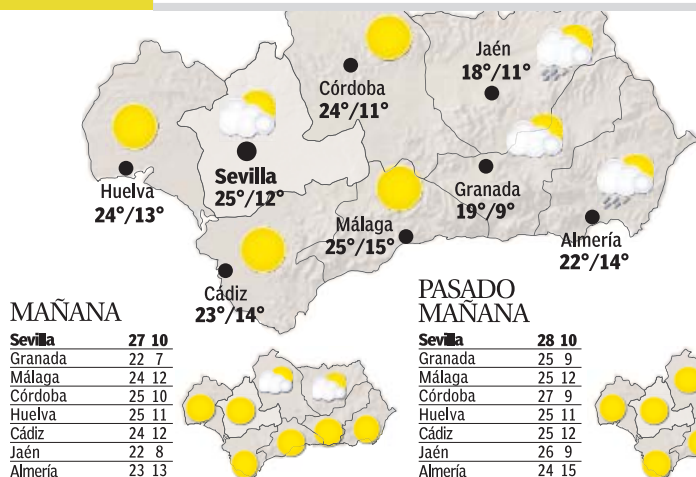 Jaén
18°/11°
Córdoba
24°/11°
Sevilla
25°/12°
Huelva
24°/13°
Granada
19°/9°
Málaga
25°/15°
Almería
22°/14°
Cádiz
23°/14°
MAÑANA
Sevilla 27 10
Granada 22 7
Málaga 24 12
Córdoba 25 10
Huelva 25 11
Cádiz 24 12
Jaén 22 8
Almería 23 13
PASADO
MAÑANA
Sevilla 28 10
Granada 25 9
Málaga 25 12
Córdoba 27 9
Huelva 25 11
Cádiz 25 12
Jaén 26 9
Almería 24 15